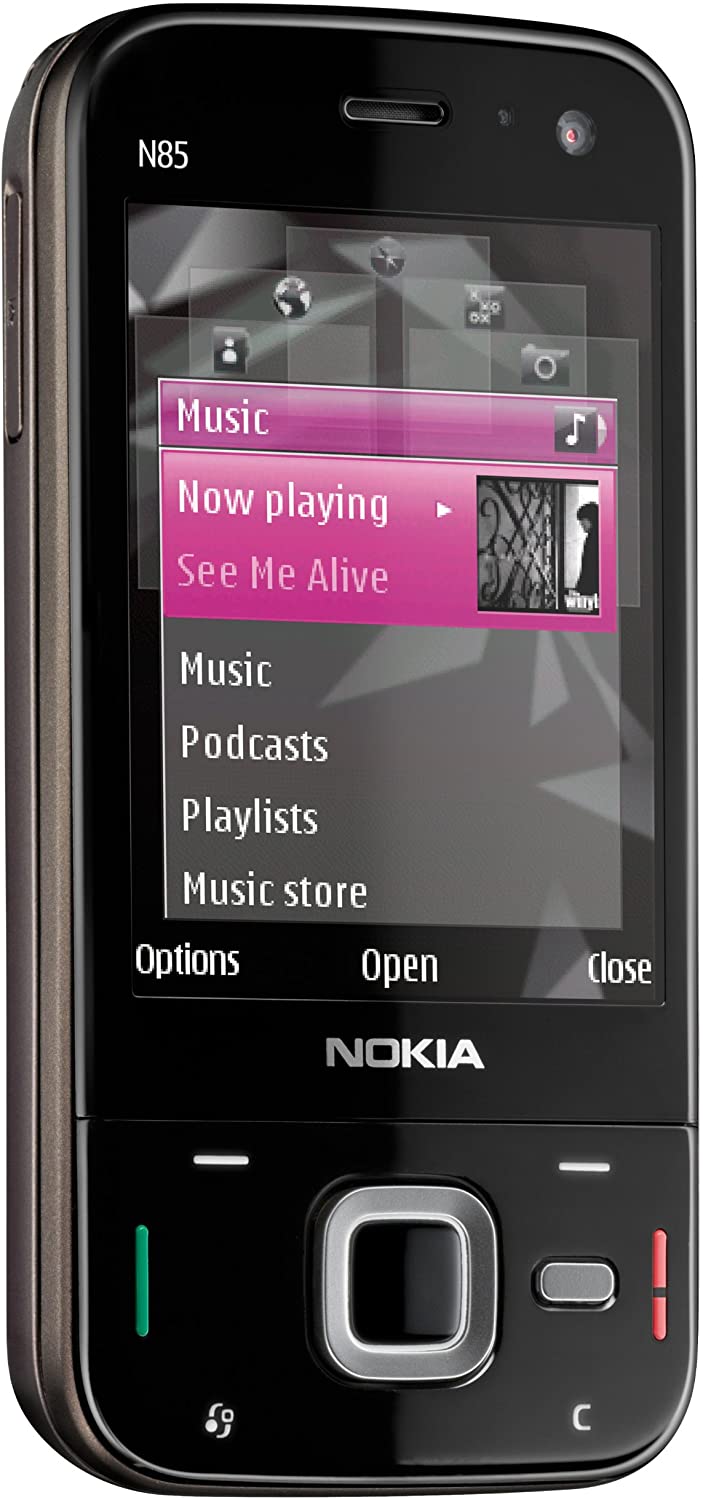 N85
Music
Now playing
See Me Alive
Music
Podcasts
Playlists
Music store
Options Open Close
NOKIA
C